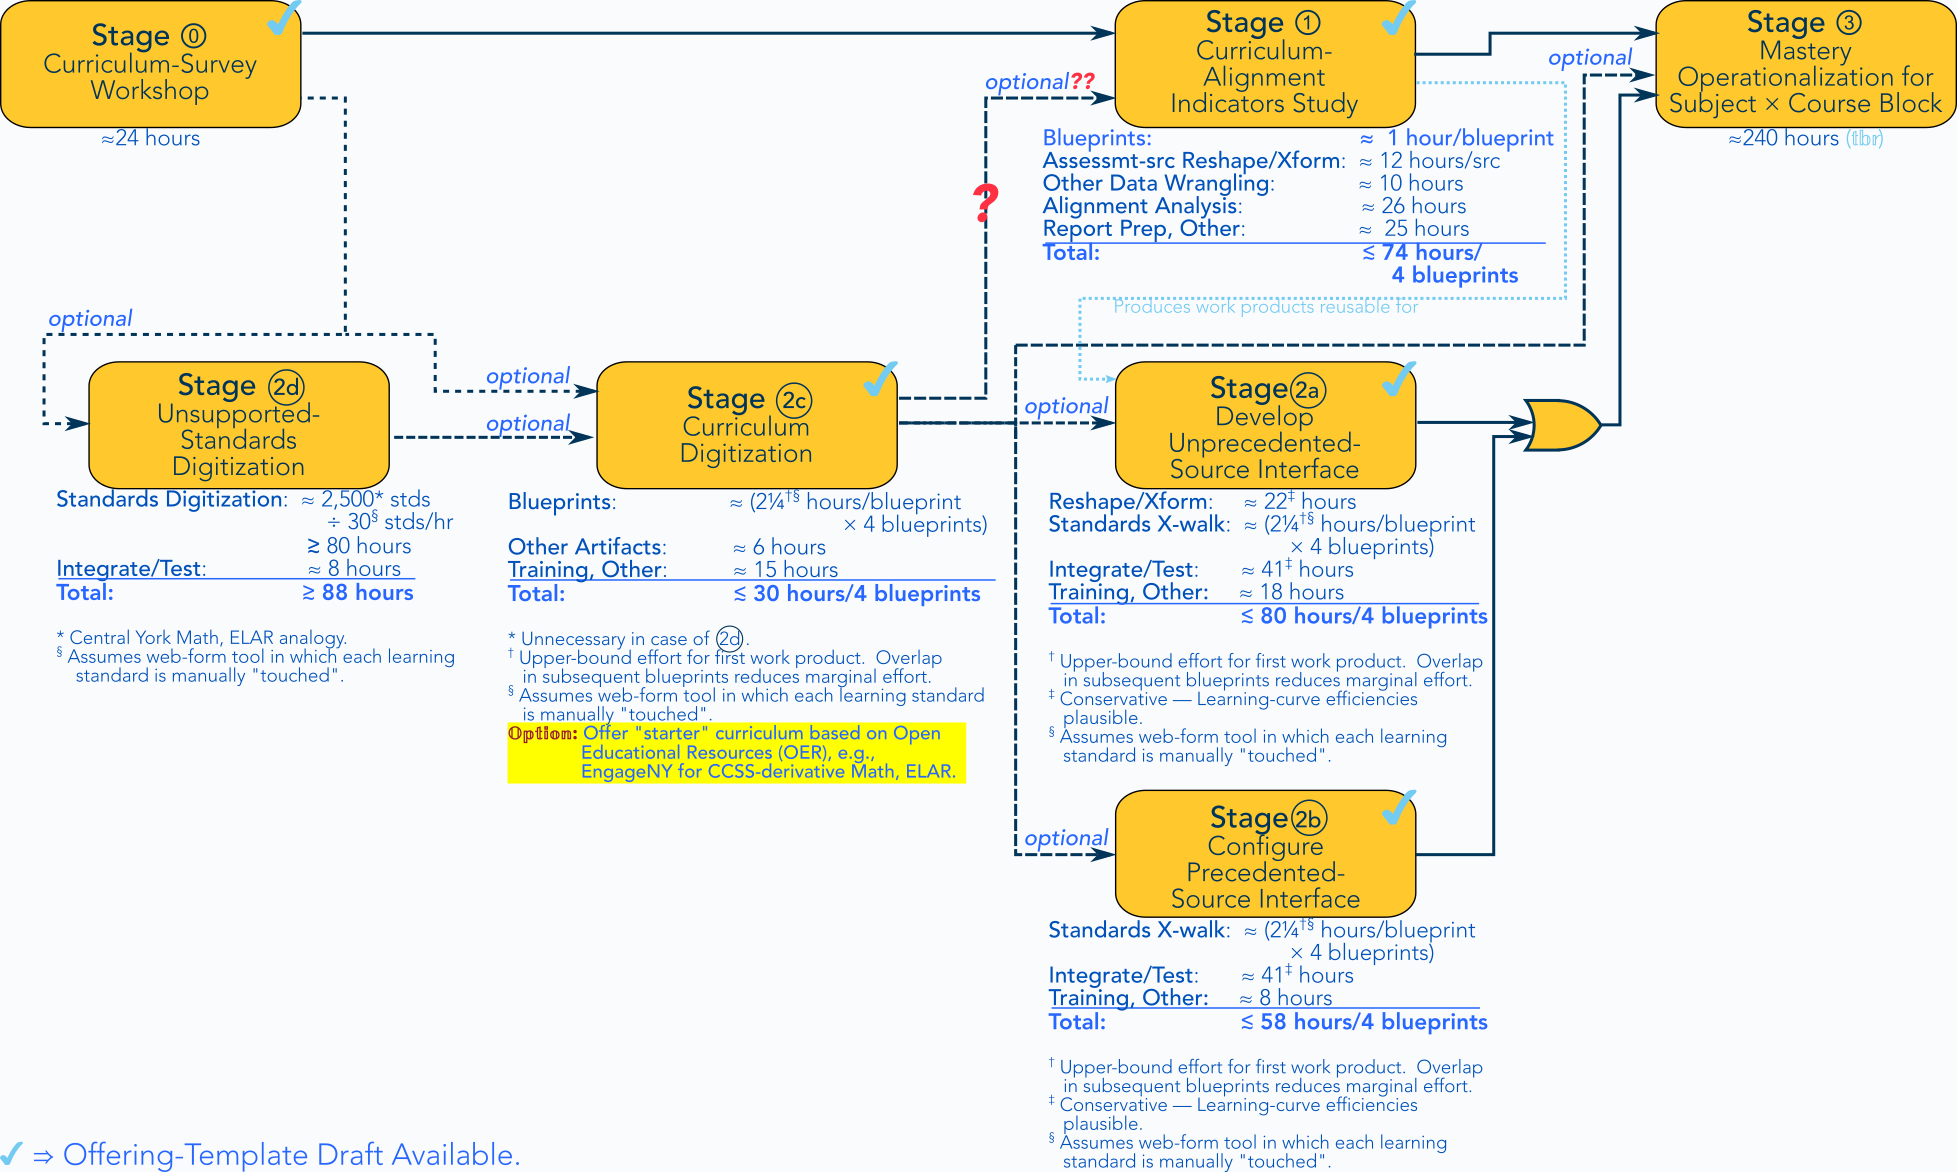 Stage 0
Curriculum-Survey
Workshop
≈24 hours
Stage 1
Curriculum-
Alignment
Indicators Study
Blueprints: ≈ 1 hour/blueprint
Assessmt-src Reshape/Xform: ≈ 12 hours/src
Other Data Wrangling: ≈ 10 hours
Alignment Analysis: ≈ 26 hours
Report Prep, Other: ≈ 25 hours
Total: ≲ 74 hours/
4 blueprints
Stage 3
Mastery
Operationalization for
Subject × Course Block
≈240 hours (tbr)
optional
optional??
?
Produces work products reusable for
optional
Stage 2d
Unsupported-
Standards
Digitization
Standards Digitization: ≈ 2,500* stds
÷ 30§ stds/hr
≳ 80 hours
Integrate/Test: ≈ 8 hours
Total: ≳ 88 hours
* Central York Math, ELAR analogy.
§ Assumes web-form tool in which each learning
standard is manually "touched".
optional
optional
Stage 2c
Curriculum
Digitization
Blueprints: ≈ (2¼†§ hours/blueprint
× 4 blueprints)
Other Artifacts: ≈ 6 hours
Training, Other: ≈ 15 hours
Total: ≲ 30 hours/4 blueprints
* Unnecessary in case of 2d.
† Upper-bound effort for first work product. Overlap
in subsequent blueprints reduces marginal effort.
§ Assumes web-form tool in which each learning standard
is manually "touched".
Option: Offer "starter" curriculum based on Open
Educational Resources (OER), e.g.,
EngageNY for CCSS-derivative Math, ELAR.
optional
Stage 2a
Develop
Unprecedented-
Source Interface
Reshape/Xform: ≈ 22‡ hours
Standards X-walk: ≈ (2¼†§ hours/blueprint
× 4 blueprints)
Integrate/Test: ≈ 41‡ hours
Training, Other: ≈ 18 hours
Total: ≲ 80 hours/4 blueprints
† Upper-bound effort for first work product. Overlap
in subsequent blueprints reduces marginal effort.
‡ Conservative — Learning-curve efficiencies
plausible.
§ Assumes web-form tool in which each learning
standard is manually "touched".
optional
Stage 2b
Configure
Precedented-
Source Interface
Standards X-walk: ≈ (2¼†§ hours/blueprint
× 4 blueprints)
Integrate/Test: ≈ 41‡ hours
Training, Other: ≈ 8 hours
Total: ≲ 58 hours/4 blueprints
† Upper-bound effort for first work product. Overlap
in subsequent blueprints reduces marginal effort.
‡ Conservative — Learning-curve efficiencies
plausible.
§ Assumes web-form tool in which each learning
standard is manually "touched".
✓ ⇒ Offering-Template Draft Available.